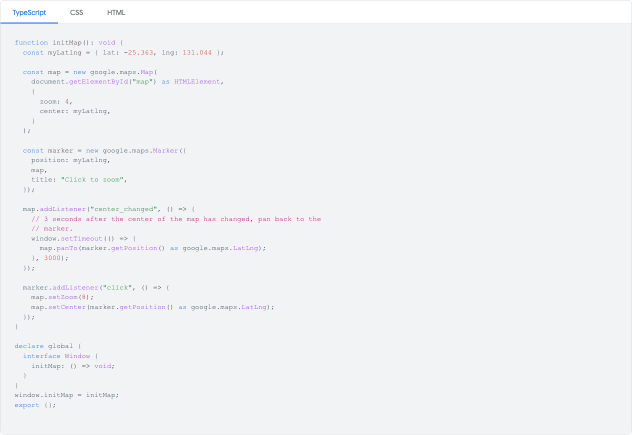 TypeScript CSS HTML
function initMap(): void {
  const myLatlng = { lat: -25.363, lng: 131.044 };

  const map = new google.maps.Map(
    document.getElementById("map") as HTMLElement,
    {
      zoom: 4,
      center: myLatlng,
    }
  );

  const marker = new google.maps.Marker({
    position: myLatlng,
    map,
    title: "Click to zoom",
  });

  map.addListener("center_changed", () => {
    // 3 seconds after the center of the map has changed, pan back to the
    // marker.
    window.setTimeout(() => {
      map.panTo(marker.getPosition() as google.maps.LatLng);
    }, 3000);
  });

  marker.addListener("click", () => {
    map.setZoom(8);
    map.setCenter(marker.getPosition() as google.maps.LatLng);
  });
}

declare global {
  interface Window {
    initMap: () => void;
  }
}
window.initMap = initMap;
export {};